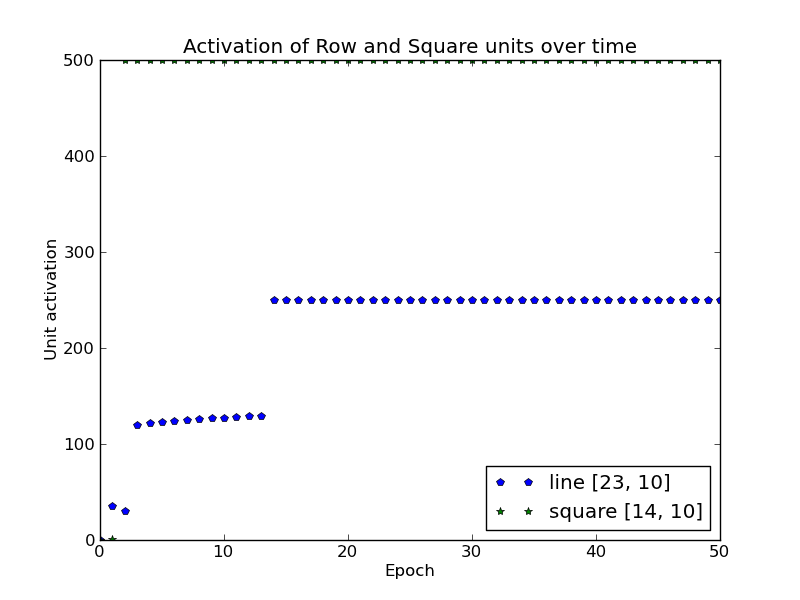 Activation of Row and Square units over time
500
400
300
200
100
0
Unit activation
0 10 20 30 40 50
Epoch
line [23, 10]
square [14, 10]